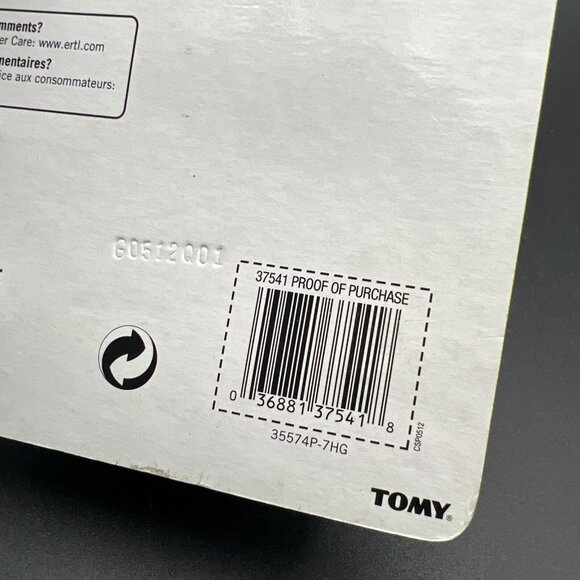 mments?
er Care: www.ertl.com
mentaires?
ice aux consommateurs:
G0512Q01
37541 PROOF OF PURCHASE
0 36881 37541 8
CSP0512
35574P-7HG
TOMY®